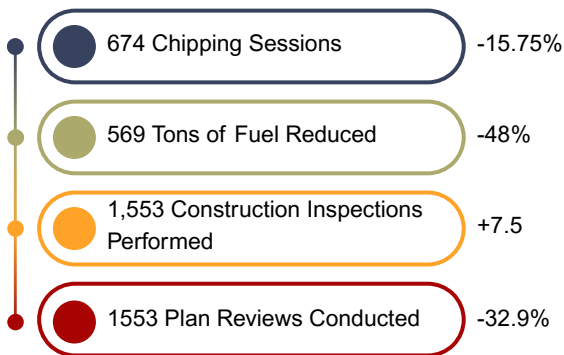 674 Chipping Sessions -15.75%
569 Tons of Fuel Reduced -48%
1,553 Construction Inspections
Performed +7.5
1553 Plan Reviews Conducted -32.9%